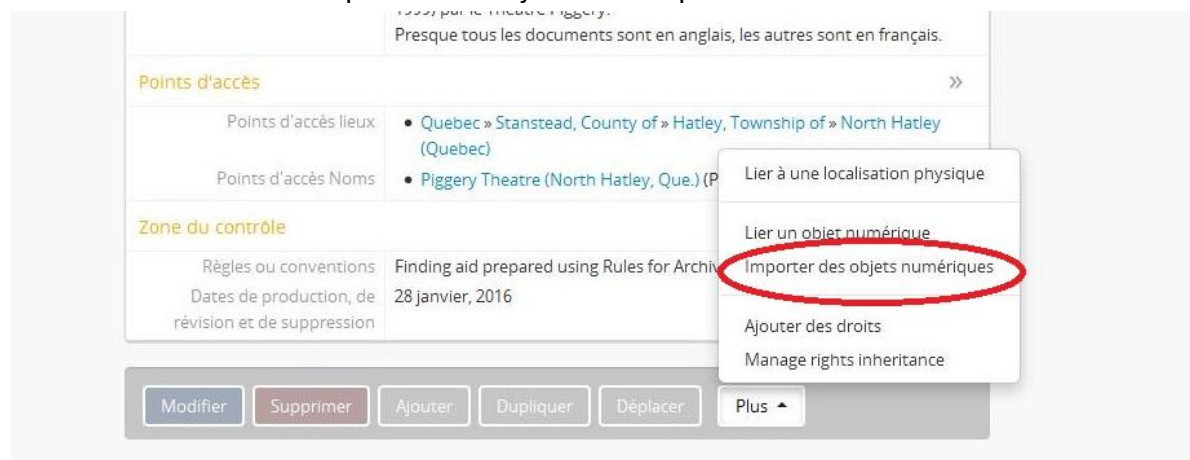 Presque tous les documents sont en anglais, les autres sont en français.
Points d'accès »
Points d'accès lieux • Quebec » Stanstead, County of » Hatley, Township of » North Hatley
(Quebec)
Points d'accès Noms • Piggery Theatre (North Hatley, Que.) (P
Zone du contrôle
Règles ou conventions Finding aid prepared using Rules for Archiv
Dates de production, de 28 janvier, 2016
révision et de suppression
Lier à une localisation physique
Lier un objet numérique
Importer des objets numériques
Ajouter des droits
Manage rights inheritance
Modifier Supprimer Ajouter Dupliquer Déplacer Plus